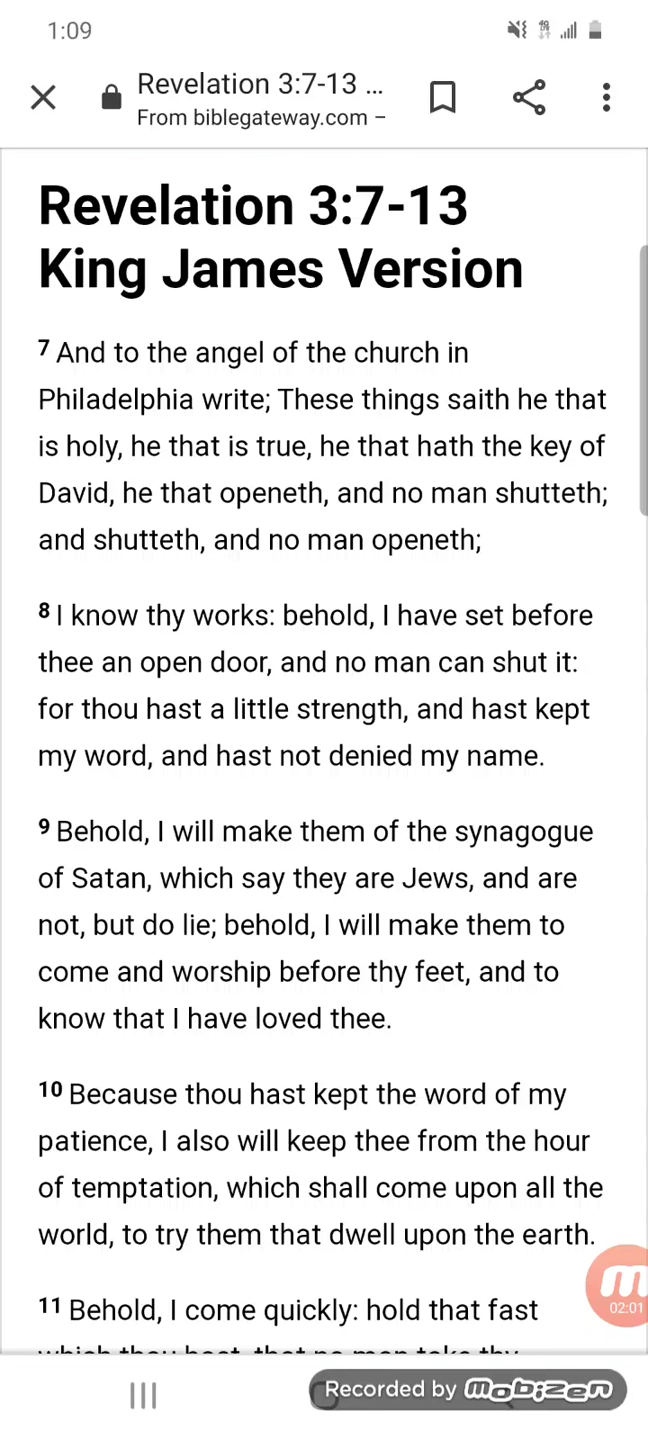 1:09
Revelation 3:7-13 ...
From biblegateway.com –
Revelation 3:7-13
King James Version
7 And to the angel of the church in
Philadelphia write; These things saith he that
is holy, he that is true, he that hath the key of
David, he that openeth, and no man shutteth;
and shutteth, and no man openeth;
8 I know thy works: behold, I have set before
thee an open door, and no man can shut it:
for thou hast a little strength, and hast kept
my word, and hast not denied my name.
9 Behold, I will make them of the synagogue
of Satan, which say they are Jews, and are
not, but do lie; behold, I will make them to
come and worship before thy feet, and to
know that I have loved thee.
10 Because thou hast kept the word of my
patience, I also will keep thee from the hour
of temptation, which shall come upon all the
world, to try them that dwell upon the earth.
11 Behold, I come quickly: hold that fast
which thou hast, that no man take thy
02:01
Recorded by mobizen